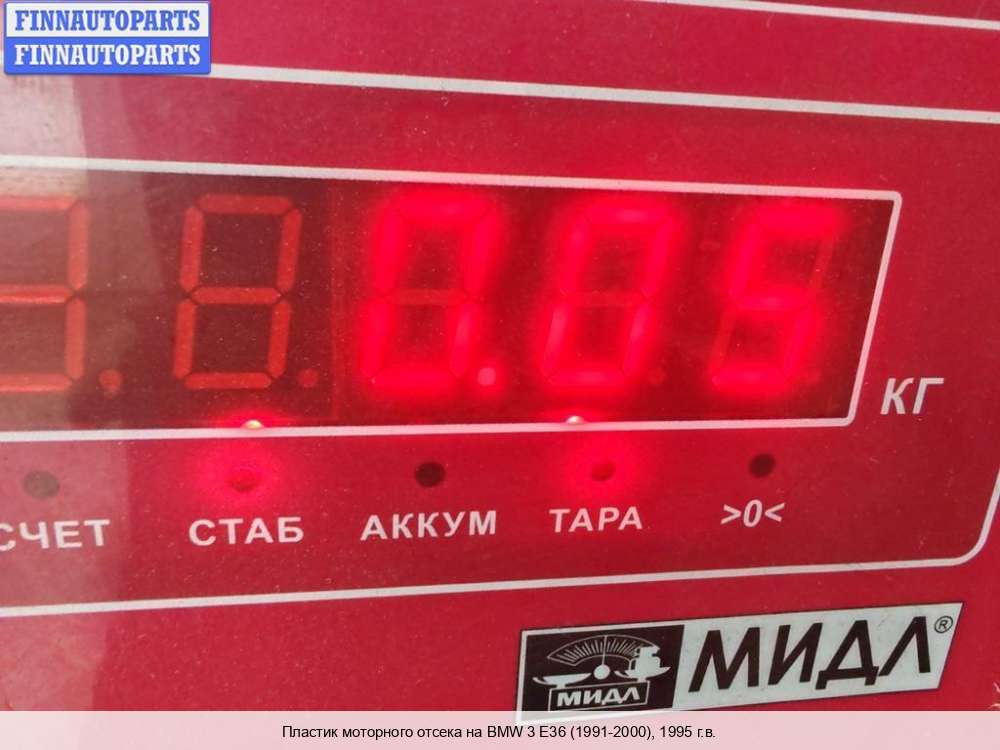 FINNAUTOPARTS
FINNAUTOPARTS
0.05
КГ
СЧЕТ
СТАБ
АККУМ
ТАРА
>0<
МИДЛ
МИДЛ®
Пластик моторного отсека на BMW 3 E36 (1991-2000), 1995 г.в.